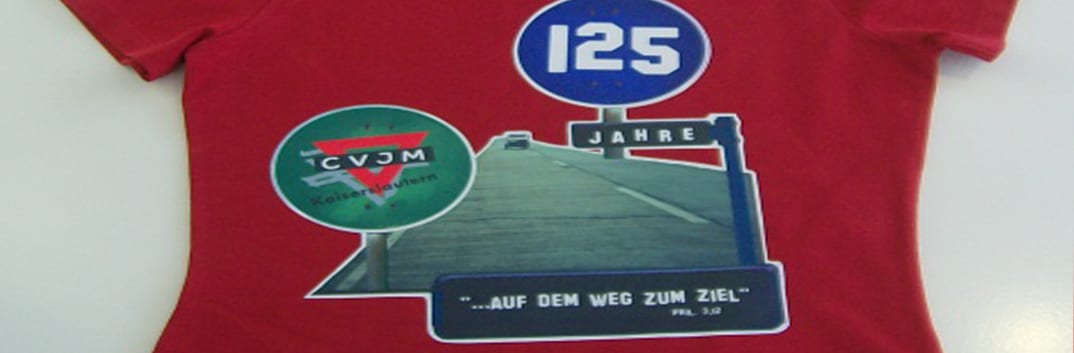 125
JAHRE
CVJM
Kaiserslautern
"...AUF DEM WEG ZUM ZIEL"
PHIL. 3,12